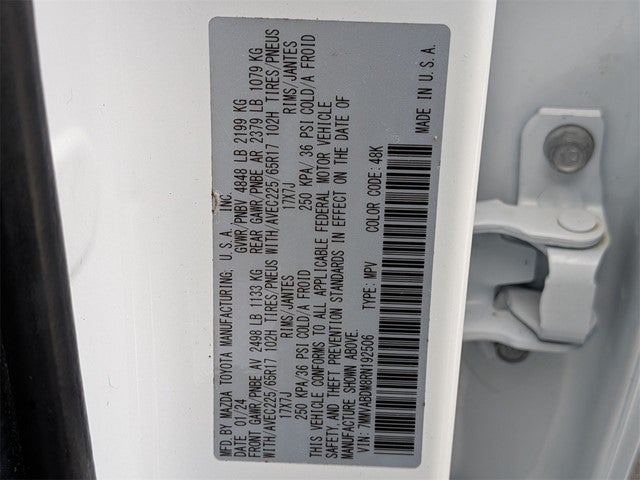 MFD.BY MAZDA TOYOTA MANUFACTURING, U.S.A., INC.
DATE 01/24 GVWR/PNBV 4848 LB 2199 KG
FRONT GAWR/PNBE AV 2498 LB 1133 KG REAR GAWR/PNBE AR 2379 LB 1079 KG
WITH/AVEC225/65R17 102H TIRES/PNEUS WITH/AVEC225/65R17 102H TIRES/PNEUS
17X7J RIMS/JANTES 17X7J RIMS/JANTES
250 KPA/36 PSI COLD/A FROID 250 KPA/36 PSI COLD/A FROID
THIS VEHICLE CONFORMS TO ALL APPLICABLE FEDERAL MOTOR VEHICLE
SAFETY, AND THEFT PREVENTION STANDARDS IN EFFECT ON THE DATE OF
MANUFACTURE SHOWN ABOVE.
VIN: 7MMVABDM8RN192506 TYPE: MPV COLOR CODE: 48K
MADE IN U.S.A.